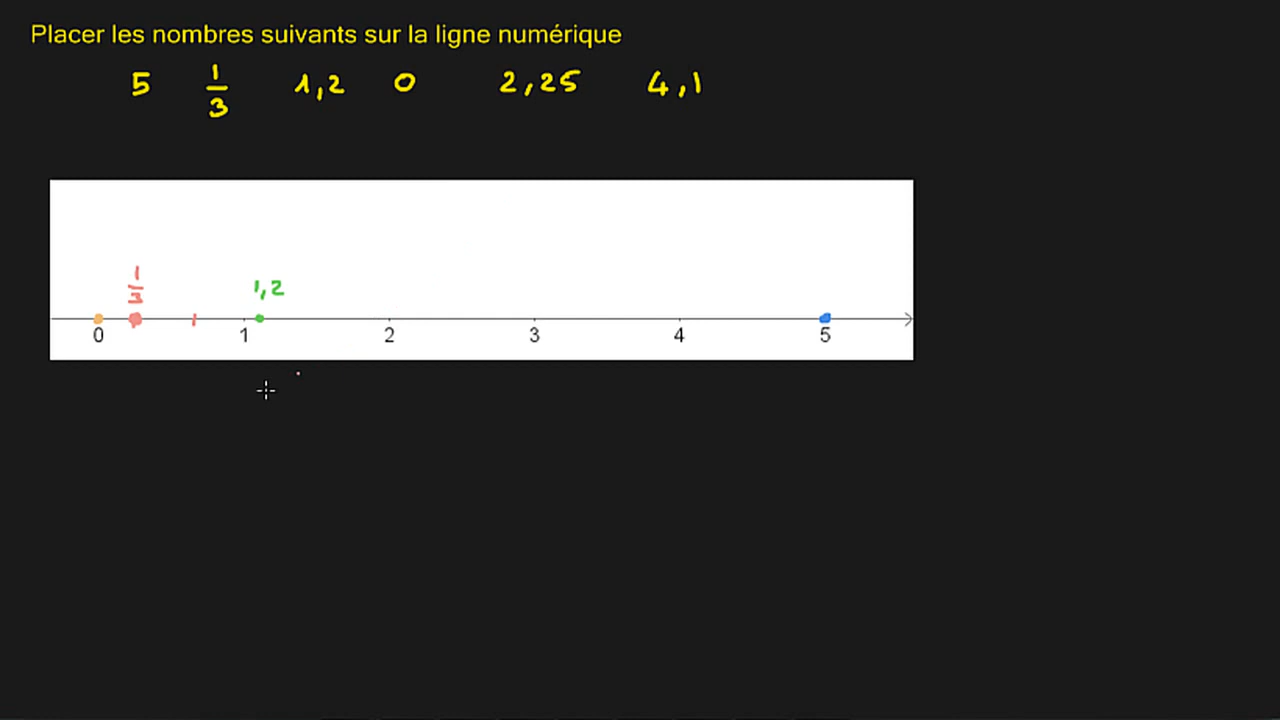 Placer les nombres suivants sur la ligne numérique
5 1/3 1,2 0 2,25 4,1
1/3 1,2
0 1 2 3 4 5